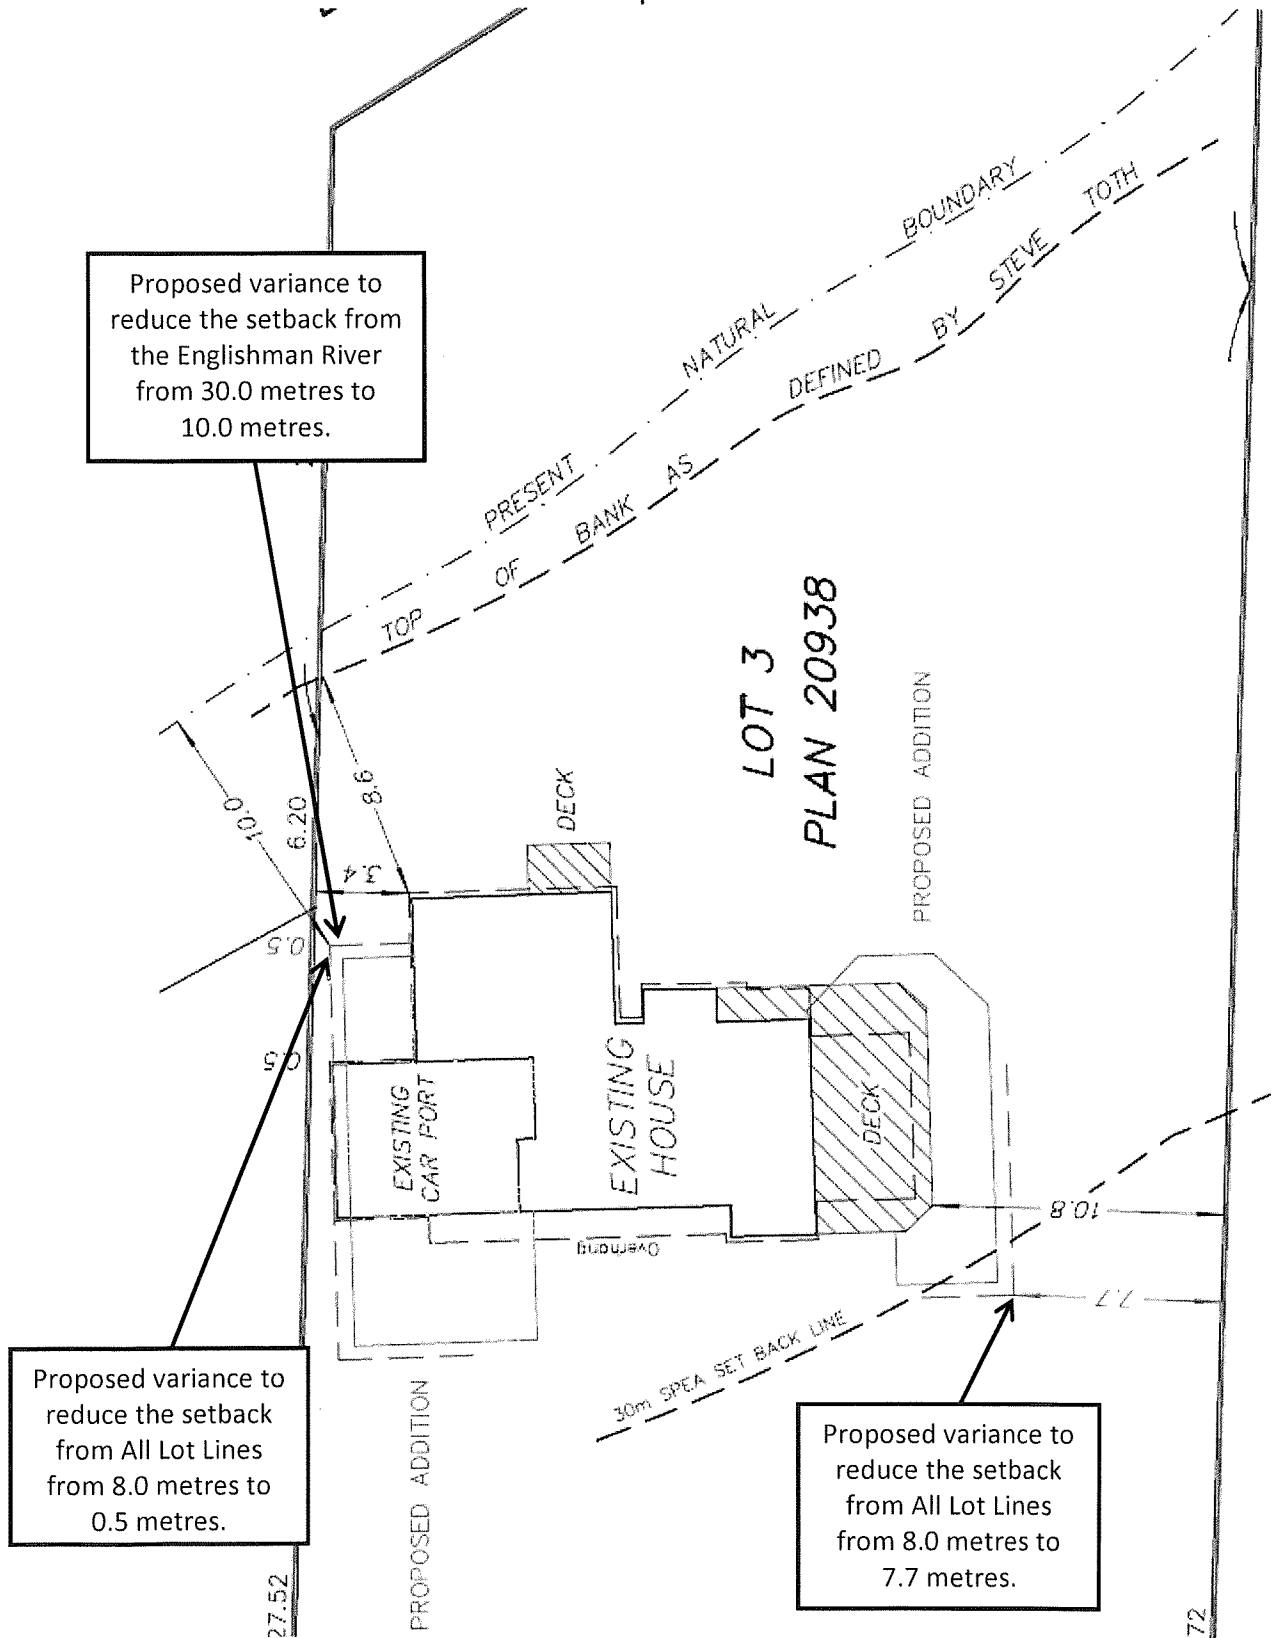 Proposed variance to
reduce the setback from
the Englishman River
from 30.0 metres to
10.0 metres.
PRESENT NATURAL BOUNDARY
TOP OF BANK AS DEFINED BY STEVE TOTH
LOT 3
PLAN 20938
10.0
6.20
8.6
3.4
0.5
0.5
DECK
PROPOSED ADDITION
EXISTING
CAR PORT
EXISTING
HOUSE
DECK
Overhang
10.8
7.7
30m SPEA SET BACK LINE
Proposed variance to
reduce the setback
from All Lot Lines
from 8.0 metres to
0.5 metres.
PROPOSED ADDITION
Proposed variance to
reduce the setback
from All Lot Lines
from 8.0 metres to
7.7 metres.
27.52
72